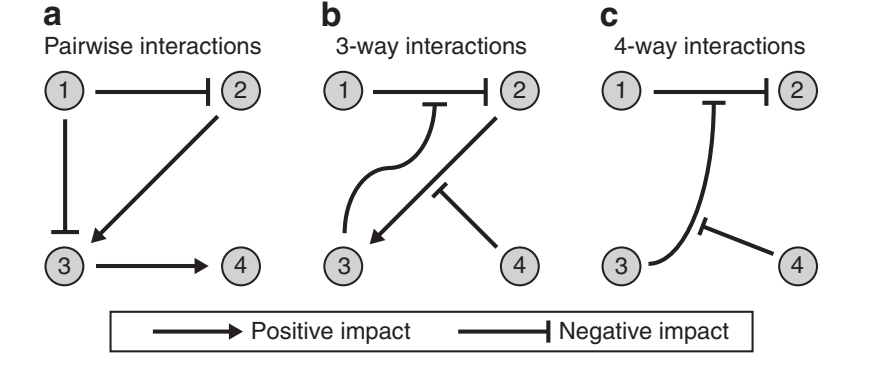 a
Pairwise interactions
1
2
3
4
b
3-way interactions
1
2
3
4
c
4-way interactions
1
2
3
4
Positive impact
Negative impact